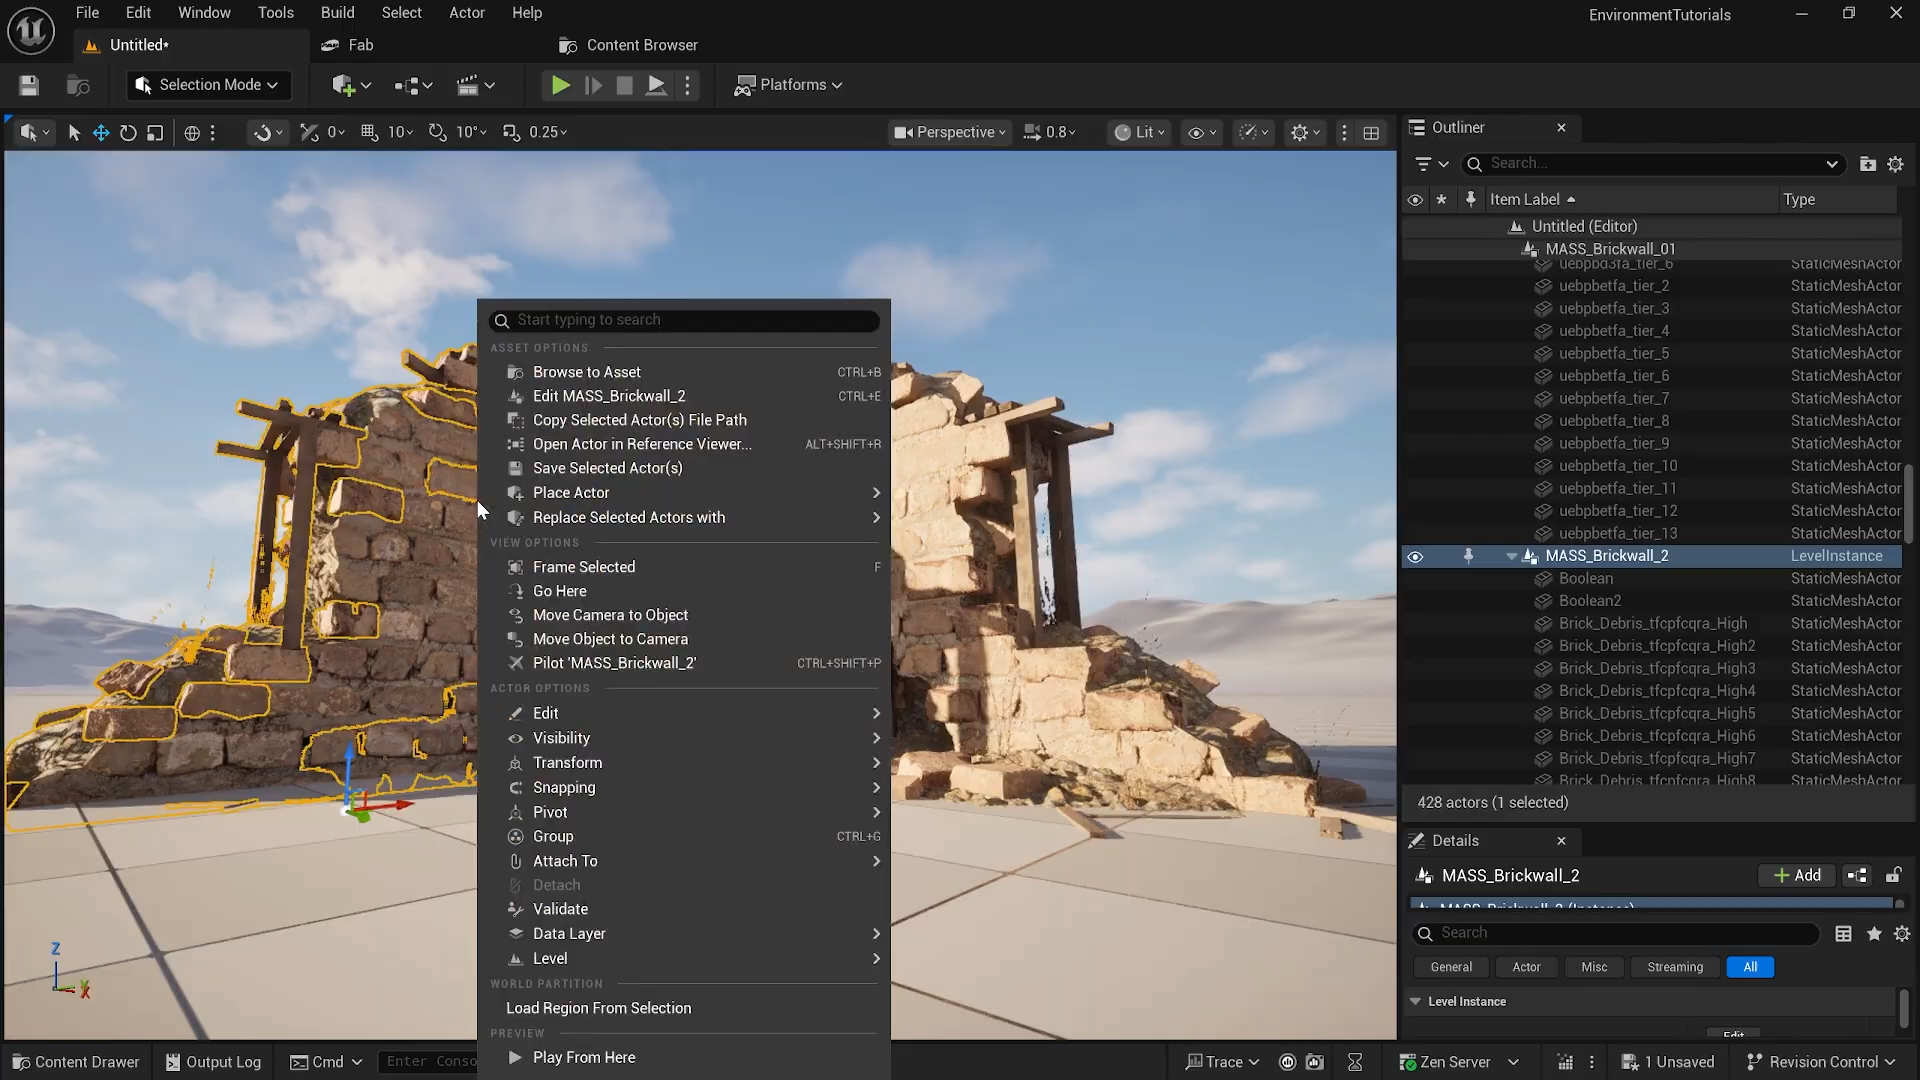 File Edit Window Tools Build Select Actor Help
EnvironmentTutorials
Untitled*
Fab
Content Browser
Selection Mode
Platforms
0
10
10°
0.25
Perspective
0.8
Lit
Outliner
Search...
Item Label
Type
Untitled (Editor)
MASS_Brickwall_01
uebpbd3fa_tier_6 StaticMeshActor
uebpbetfa_tier_2 StaticMeshActor
uebpbetfa_tier_3 StaticMeshActor
uebpbetfa_tier_4 StaticMeshActor
uebpbetfa_tier_5 StaticMeshActor
uebpbetfa_tier_6 StaticMeshActor
uebpbetfa_tier_7 StaticMeshActor
uebpbetfa_tier_8 StaticMeshActor
uebpbetfa_tier_9 StaticMeshActor
uebpbetfa_tier_10 StaticMeshActor
uebpbetfa_tier_11 StaticMeshActor
uebpbetfa_tier_12 StaticMeshActor
uebpbetfa_tier_13 StaticMeshActor
MASS_Brickwall_2 LevelInstance
Boolean StaticMeshActor
Boolean2 StaticMeshActor
Brick_Debris_tfcpfcqra_High StaticMeshActor
Brick_Debris_tfcpfcqra_High2 StaticMeshActor
Brick_Debris_tfcpfcqra_High3 StaticMeshActor
Brick_Debris_tfcpfcqra_High4 StaticMeshActor
Brick_Debris_tfcpfcqra_High5 StaticMeshActor
Brick_Debris_tfcpfcqra_High6 StaticMeshActor
Brick_Debris_tfcpfcqra_High7 StaticMeshActor
Brick_Debris_tfcpfcqra_High8 StaticMeshActor
428 actors (1 selected)
Details
MASS_Brickwall_2
Add
MASS_Brickwall_2 (Instance)
Search
General Actor Misc Streaming All
Level Instance
Edit
Start typing to search
ASSET OPTIONS
Browse to Asset CTRL+B
Edit MASS_Brickwall_2 CTRL+E
Copy Selected Actor(s) File Path
Open Actor in Reference Viewer... ALT+SHIFT+R
Save Selected Actor(s)
Place Actor
Replace Selected Actors with
VIEW OPTIONS
Frame Selected F
Go Here
Move Camera to Object
Move Object to Camera
Pilot 'MASS_Brickwall_2' CTRL+SHIFT+P
ACTOR OPTIONS
Edit
Visibility
Transform
Snapping
Pivot
Group CTRL+G
Attach To
Detach
Validate
Data Layer
Level
WORLD PARTITION
Load Region From Selection
PREVIEW
Play From Here
Z
Y
X
Content Drawer
Output Log
Cmd
Enter Conso
Trace
Zen Server
1 Unsaved
Revision Control